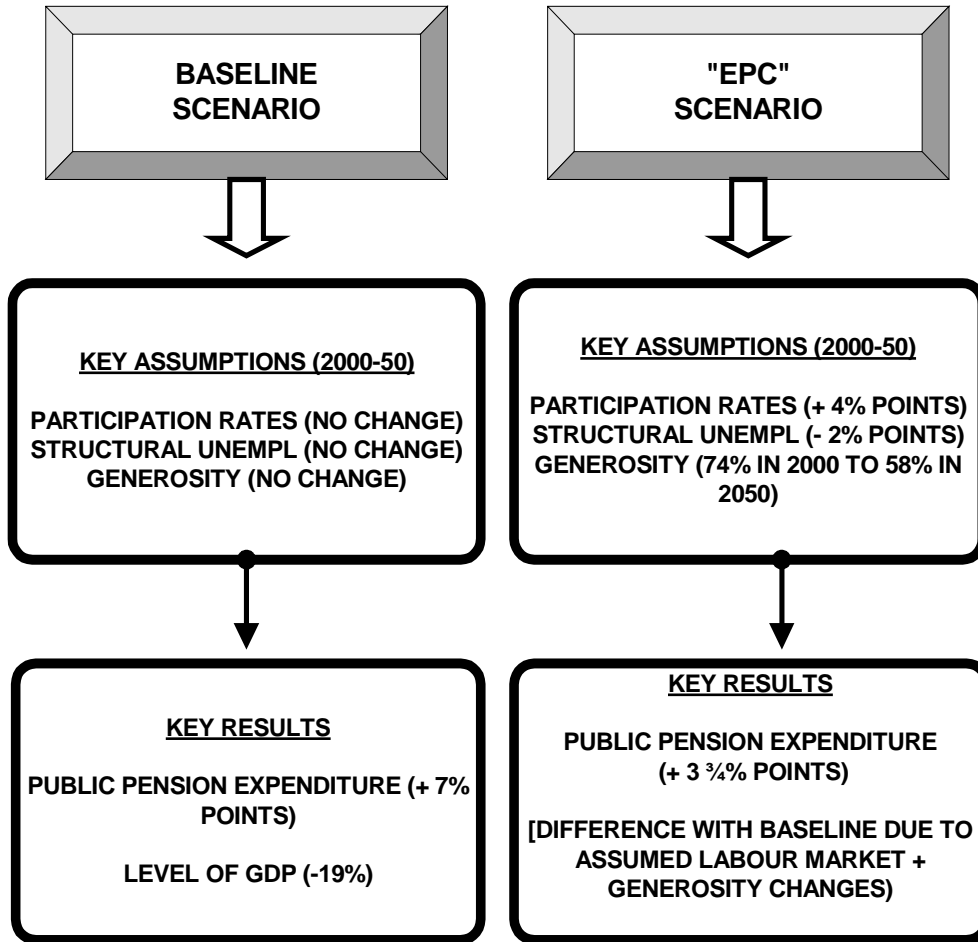 BASELINE
SCENARIO
KEY ASSUMPTIONS (2000-50)
PARTICIPATION RATES (NO CHANGE)
STRUCTURAL UNEMPL (NO CHANGE)
GENEROSITY (NO CHANGE)
KEY RESULTS
PUBLIC PENSION EXPENDITURE (+ 7%
POINTS)
LEVEL OF GDP (-19%)
"EPC"
SCENARIO
KEY ASSUMPTIONS (2000-50)
PARTICIPATION RATES (+ 4% POINTS)
STRUCTURAL UNEMPL (- 2% POINTS)
GENEROSITY (74% IN 2000 TO 58% IN
2050)
KEY RESULTS
PUBLIC PENSION EXPENDITURE
(+ 3 ¾% POINTS)
[DIFFERENCE WITH BASELINE DUE TO
ASSUMED LABOUR MARKET +
GENEROSITY CHANGES)